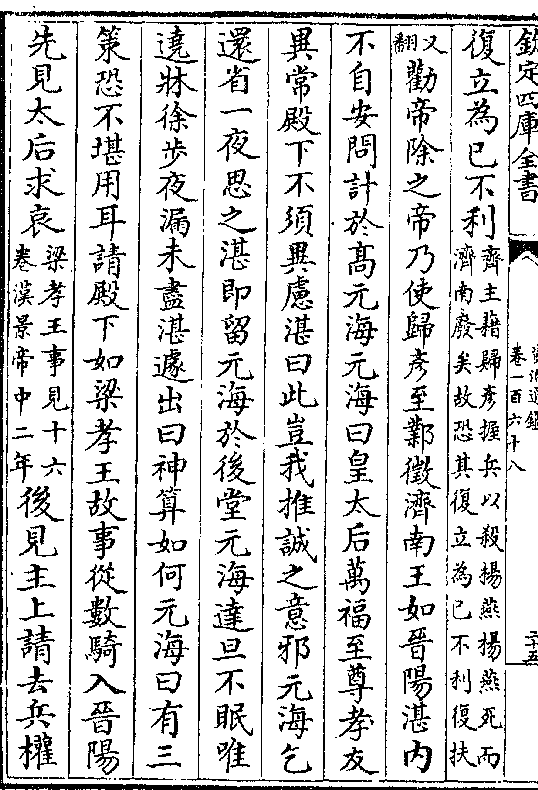 欽定四庫全書
資治通鑑
卷一百六十八
二十五
復立為已不利齊主藉歸彦握兵以殺揚燕揚燕死而
濟南廢矣故恐其復立為已不利復扶
又翻勸帝除之帝乃使歸彦至鄴徵濟南王如晉陽湛内
不自安問計於髙元海元海曰皇太后萬福至尊孝友
異常殿下不須異慮湛曰此豈我推誠之意邪元海乞
還省一夜思之湛即留元海於後堂元海達旦不眠唯
遶牀徐步夜漏未盡湛遽出曰神算如何元海曰有三
策恐不堪用耳請殿下如梁孝王故事從數騎入晉陽
先見太后求哀梁孝王事見十六
卷漢景帝中二年後見主上請去兵權